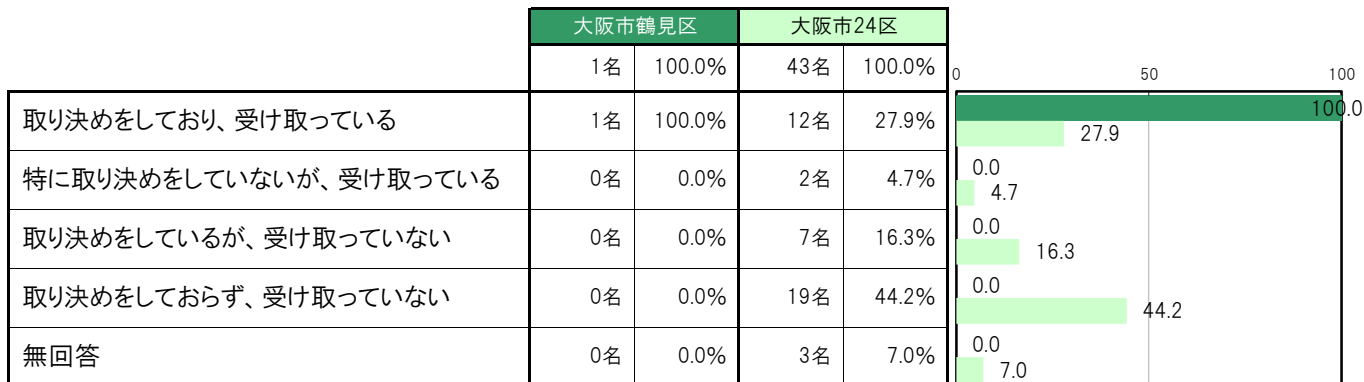 大阪市鶴見区 大阪市24区
1名 100.0% 43名 100.0% 0 50 100
取り決めをしており、受け取っている 1名 100.0% 12名 27.9% 100.0
27.9
特に取り決めをしていないが、受け取っている 0名 0.0% 2名 4.7% 0.0
4.7
取り決めをしているが、受け取っていない 0名 0.0% 7名 16.3% 0.0
16.3
取り決めをしておらず、受け取っていない 0名 0.0% 19名 44.2% 0.0
44.2
無回答 0名 0.0% 3名 7.0% 0.0
7.0